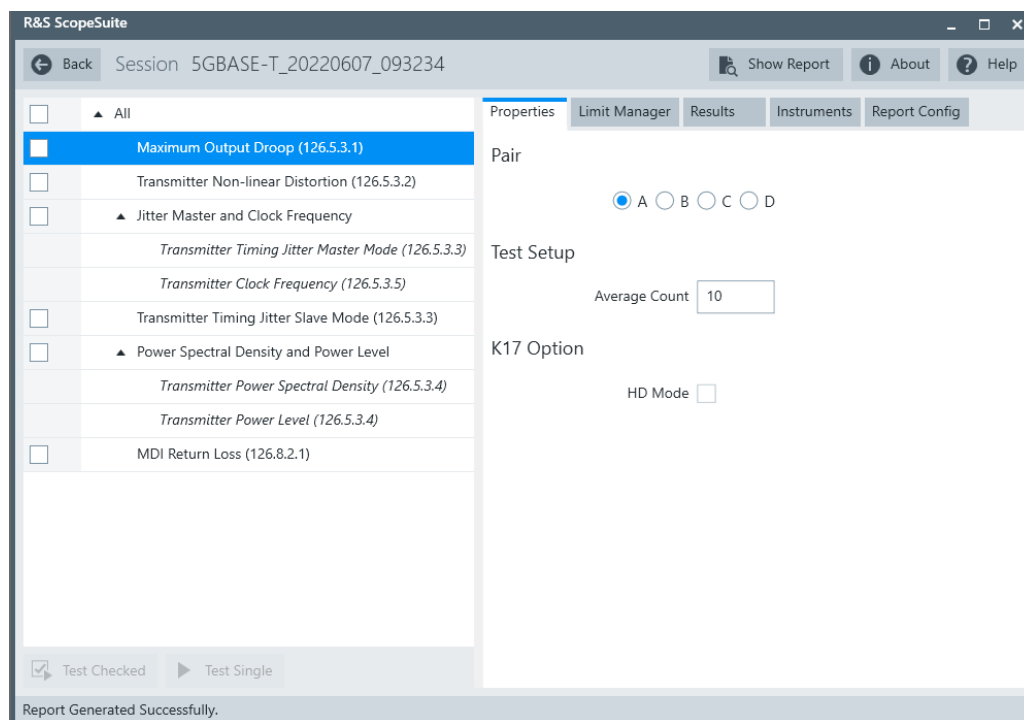 R&S ScopeSuite
Back Session 5GBASE-T_20220607_093234 Show Report About Help
All
Maximum Output Droop (126.5.3.1)
Transmitter Non-linear Distortion (126.5.3.2)
Jitter Master and Clock Frequency
Transmitter Timing Jitter Master Mode (126.5.3.3)
Transmitter Clock Frequency (126.5.3.5)
Transmitter Timing Jitter Slave Mode (126.5.3.3)
Power Spectral Density and Power Level
Transmitter Power Spectral Density (126.5.3.4)
Transmitter Power Level (126.5.3.4)
MDI Return Loss (126.8.2.1)
Test Checked Test Single
Properties Limit Manager Results Instruments Report Config
Pair
A B C D
Test Setup
Average Count 10
K17 Option
HD Mode
Report Generated Successfully.